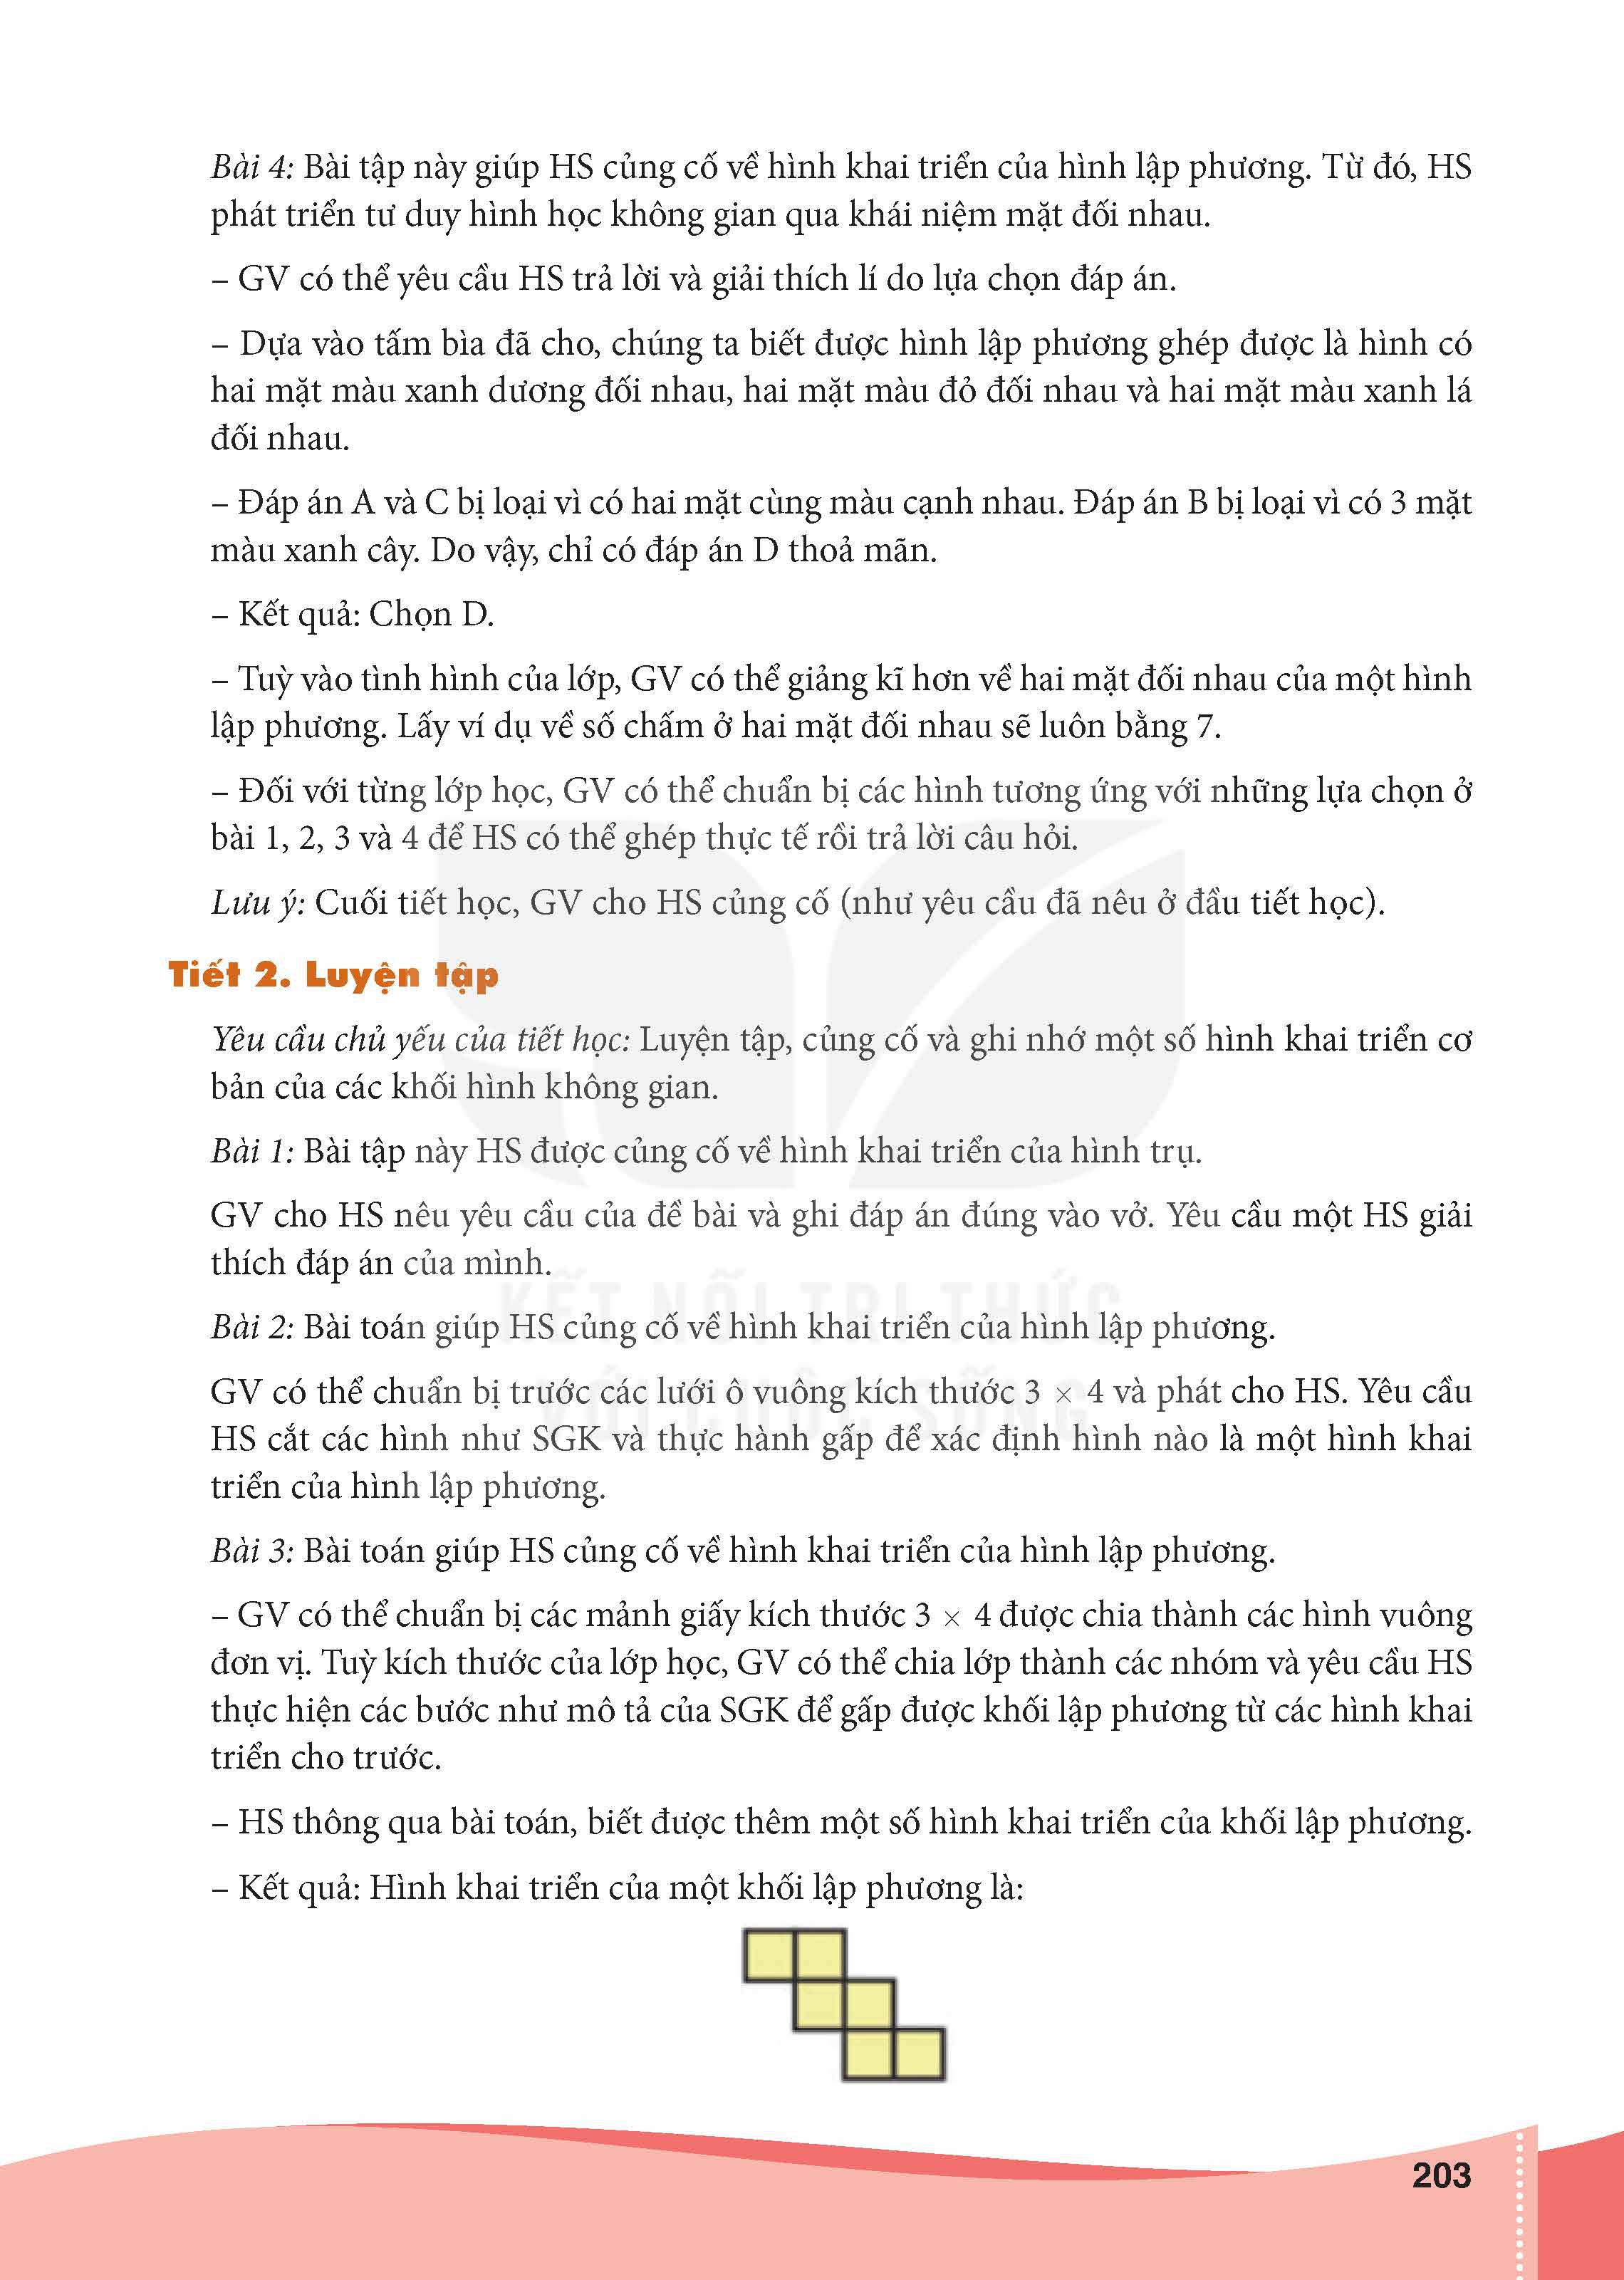 Bài 4: Bài tập này giúp HS củng cố về hình khai triển của hình lập phương. Từ đó, HS
phát triển tư duy hình học không gian qua khái niệm mặt đối nhau.
– GV có thể yêu cầu HS trả lời và giải thích lí do lựa chọn đáp án.
– Dựa vào tấm bìa đã cho, chúng ta biết được hình lập phương ghép được là hình có
hai mặt màu xanh dương đối nhau, hai mặt màu đỏ đối nhau và hai mặt màu xanh lá
đối nhau.
– Đáp án A và C bị loại vì có hai mặt cùng màu cạnh nhau. Đáp án B bị loại vì có 3 mặt
màu xanh cây. Do vậy, chỉ có đáp án D thoả mãn.
– Kết quả: Chọn D.
– Tuỳ vào tình hình của lớp, GV có thể giảng kĩ hơn về hai mặt đối nhau của một hình
lập phương. Lấy ví dụ về số chấm ở hai mặt đối nhau sẽ luôn bằng 7.
– Đối với từng lớp học, GV có thể chuẩn bị các hình tương ứng với những lựa chọn ở
bài 1, 2, 3 và 4 để HS có thể ghép thực tế rồi trả lời câu hỏi.
Lưu ý: Cuối tiết học, GV cho HS củng cố (như yêu cầu đã nêu ở đầu tiết học).
Tiết 2. Luyện tập
Yêu cầu chủ yếu của tiết học: Luyện tập, củng cố và ghi nhớ một số hình khai triển cơ
bản của các khối hình không gian.
Bài 1: Bài tập này HS được củng cố về hình khai triển của hình trụ.
GV cho HS nêu yêu cầu của đề bài và ghi đáp án đúng vào vở. Yêu cầu một HS giải
thích đáp án của mình.
KẾT NỐI TRI THỨC
Bài 2: Bài toán giúp HS củng cố về hình khai triển của hình lập phương.
VỚI CUỘC SỐNG
GV có thể chuẩn bị trước các lưới ô vuông kích thước 3 × 4 và phát cho HS. Yêu cầu
HS cắt các hình như SGK và thực hành gấp để xác định hình nào là một hình khai
triển của hình lập phương.
Bài 3: Bài toán giúp HS củng cố về hình khai triển của hình lập phương.
– GV có thể chuẩn bị các mảnh giấy kích thước 3 × 4 được chia thành các hình vuông
đơn vị. Tuỳ kích thước của lớp học, GV có thể chia lớp thành các nhóm và yêu cầu HS
thực hiện các bước như mô tả của SGK để gấp được khối lập phương từ các hình khai
triển cho trước.
– HS thông qua bài toán, biết được thêm một số hình khai triển của khối lập phương.
– Kết quả: Hình khai triển của một khối lập phương là:
203